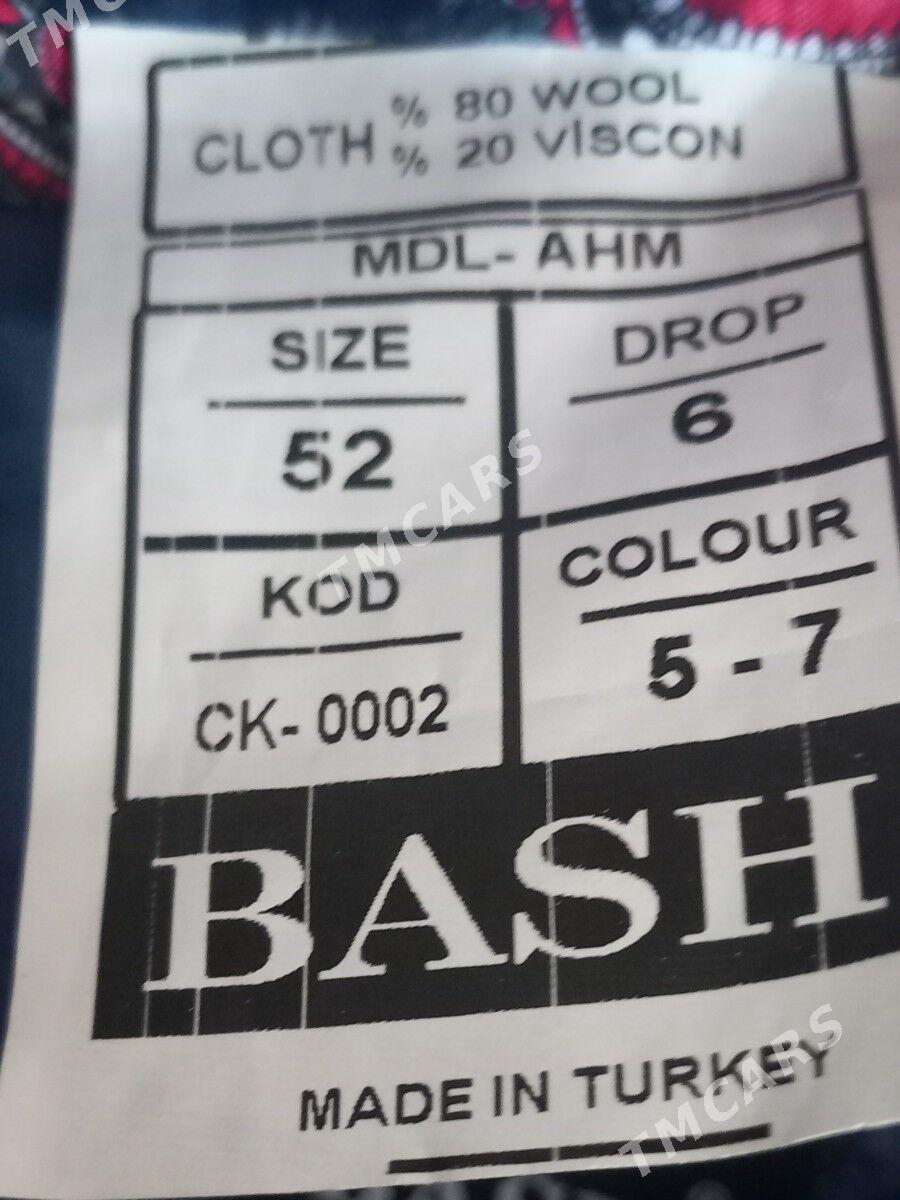 % 80 WOOL
CLOTH
% 20 VİSCON
MDL- AHM
SIZE
52
DROP
6
KOD
CK- 0002
COLOUR
5 - 7
BASH
MADE IN TURKEY
TMCARS
TMCARS
TMCARS